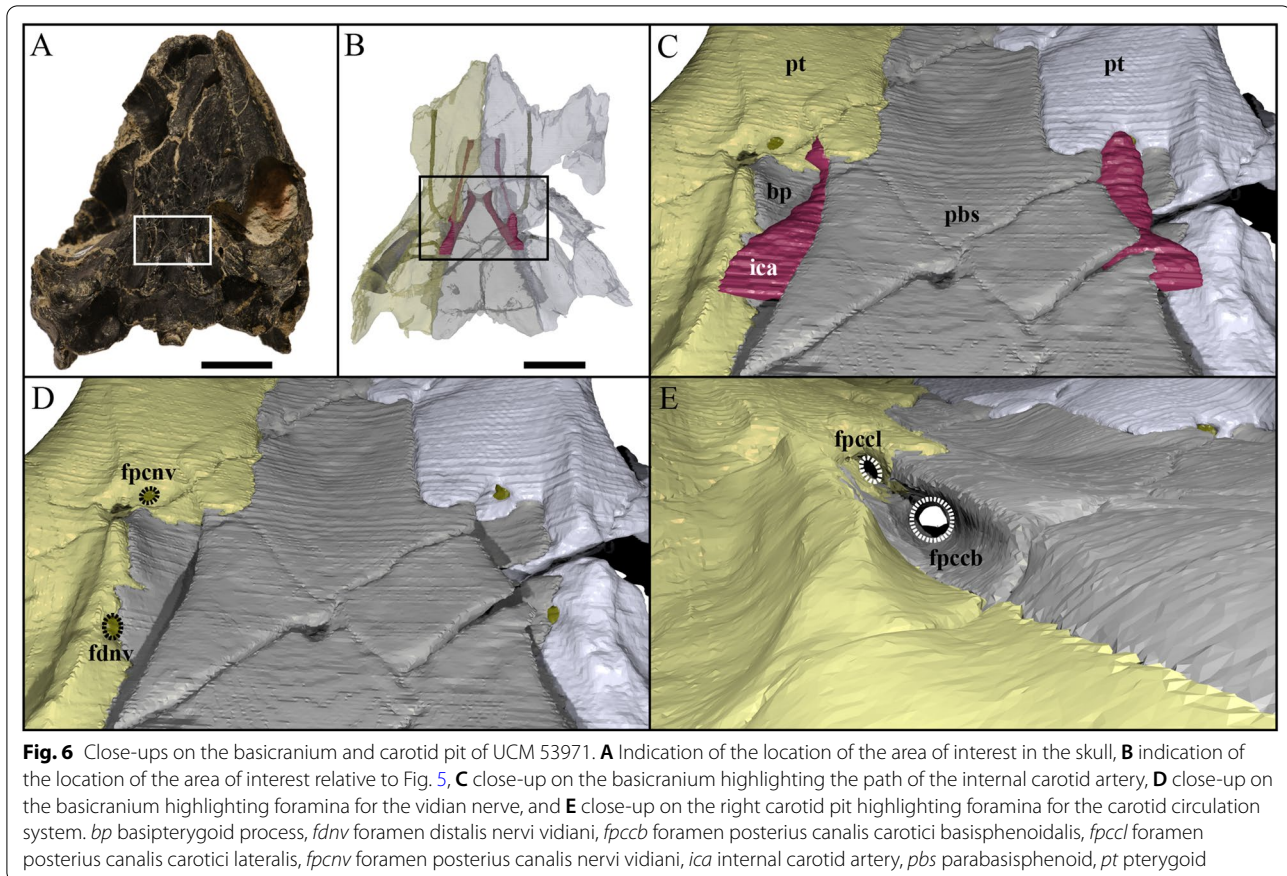 A
B
C
pt
pt
bp
pbs
ica
D
E
fpcnv
fdnv
fpccl
fpccb
Fig. 6 Close-ups on the basicranium and carotid pit of UCM 53971. A Indication of the location of the area of interest in the skull, B indication of
the location of the area of interest relative to Fig. 5, C close-up on the basicranium highlighting the path of the internal carotid artery, D close-up on
the basicranium highlighting foramina for the vidian nerve, and E close-up on the right carotid pit highlighting foramina for the carotid circulation
system. bp basipterygoid process, fdnv foramen distalis nervi vidiani, fpccb foramen posterius canalis carotici basisphenoidalis, fpccl foramen
posterius canalis carotici lateralis, fpcnv foramen posterius canalis nervi vidiani, ica internal carotid artery, pbs parabasisphenoid, pt pterygoid